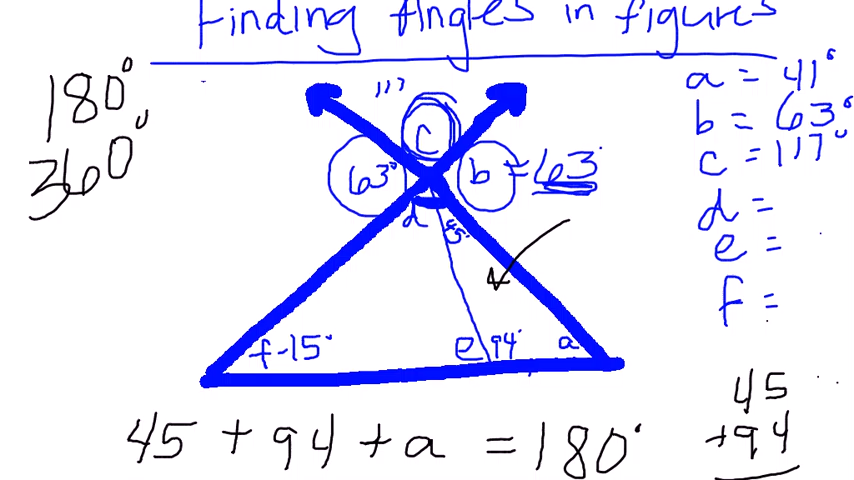 Finding Angles in figures
180°
360°
117
c
63°
b = 63°
d
45°
f-15°
e
94°
a
a = 41°
b = 63°
c = 117°
d =
e =
f =
45 + 94 + a = 180°
45
+94